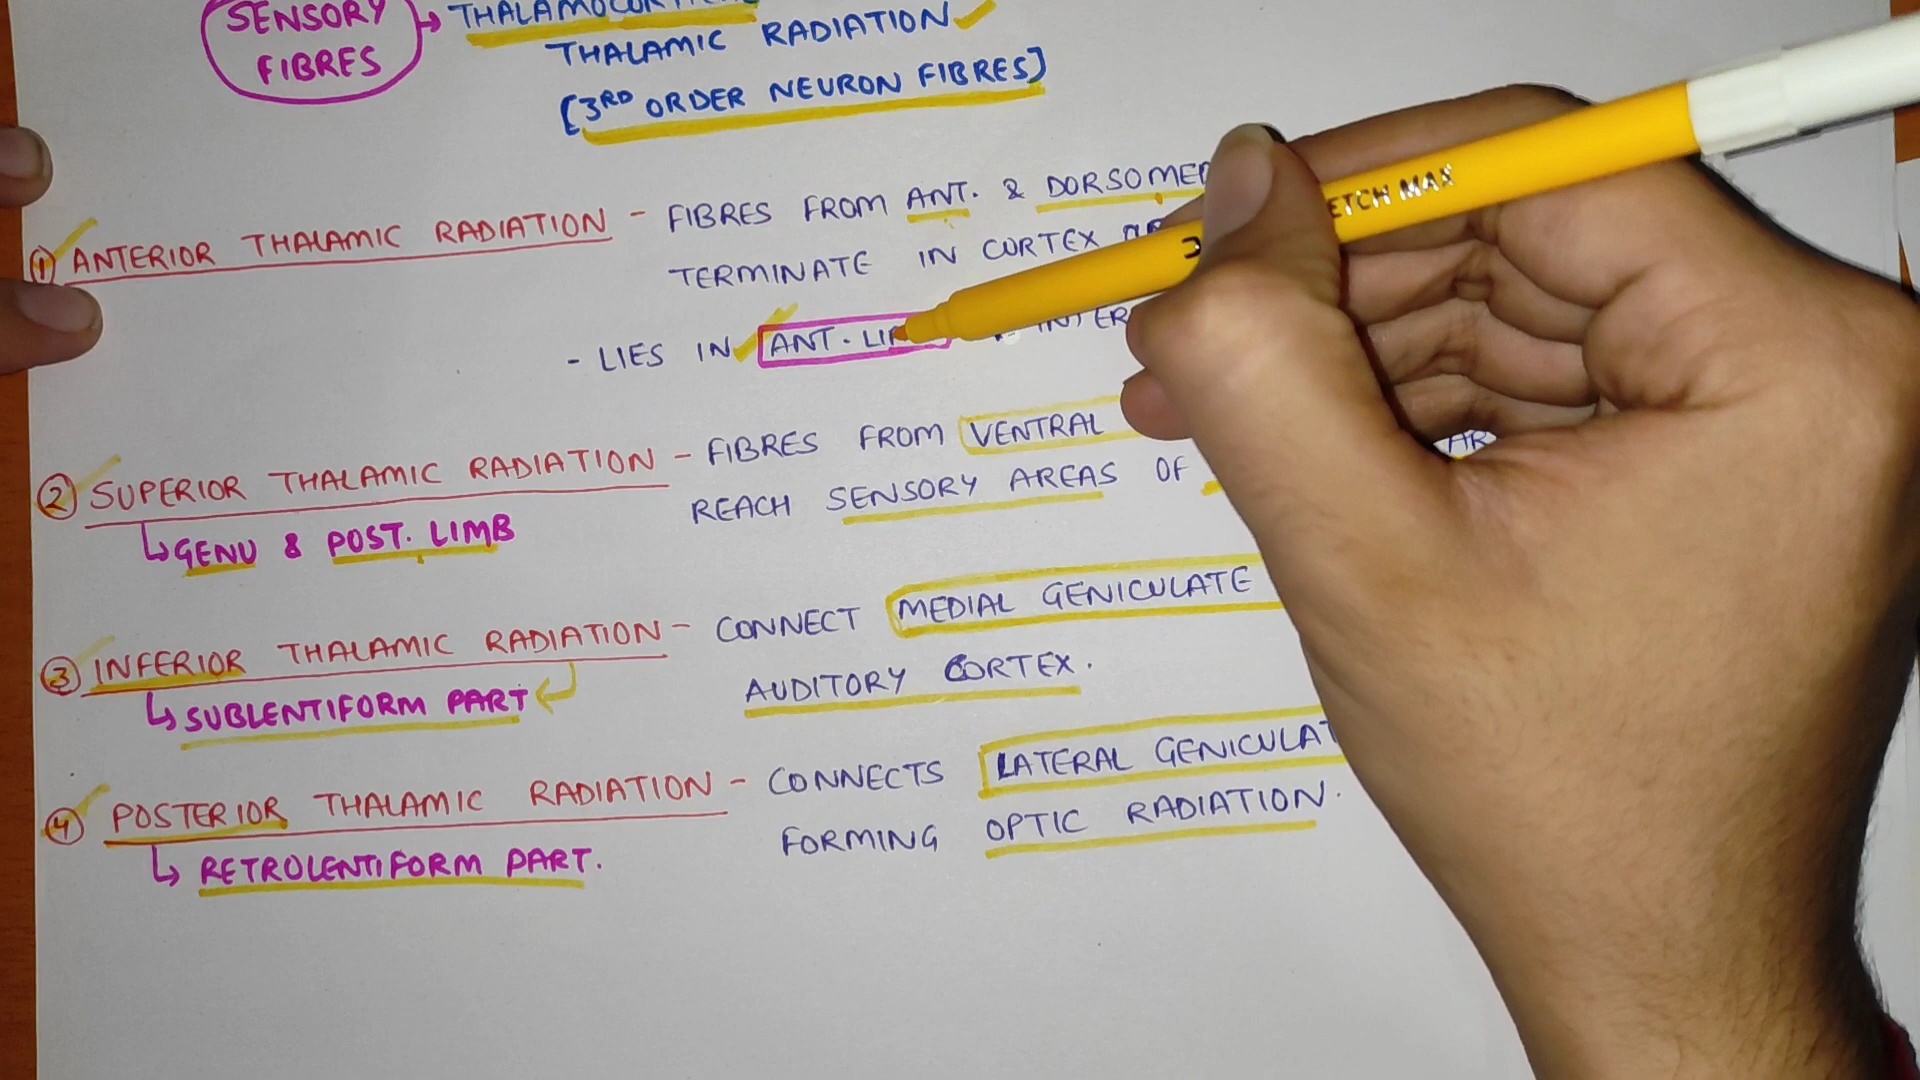 SENSORY
FIBRES
THALAMIC RADIATION
[3RD ORDER NEURON FIBRES]
① ANTERIOR THALAMIC RADIATION - FIBRES FROM ANT. &
TERMINATE IN CORTEX
- LIES IN ANT.
② SUPERIOR THALAMIC RADIATION - FIBRES FROM VENTRAL
REACH SENSORY AREAS OF
GENU & POST. LIMB
③ INFERIOR THALAMIC RADIATION - CONNECT MEDIAL GENICULATE
AUDITORY CORTEX.
SUBLENTIFORM PART
④ POSTERIOR THALAMIC RADIATION - CONNECTS LATERAL
FORMING OPTIC RADIATION.
RETROLENTIFORM PART.
ETCH MAX